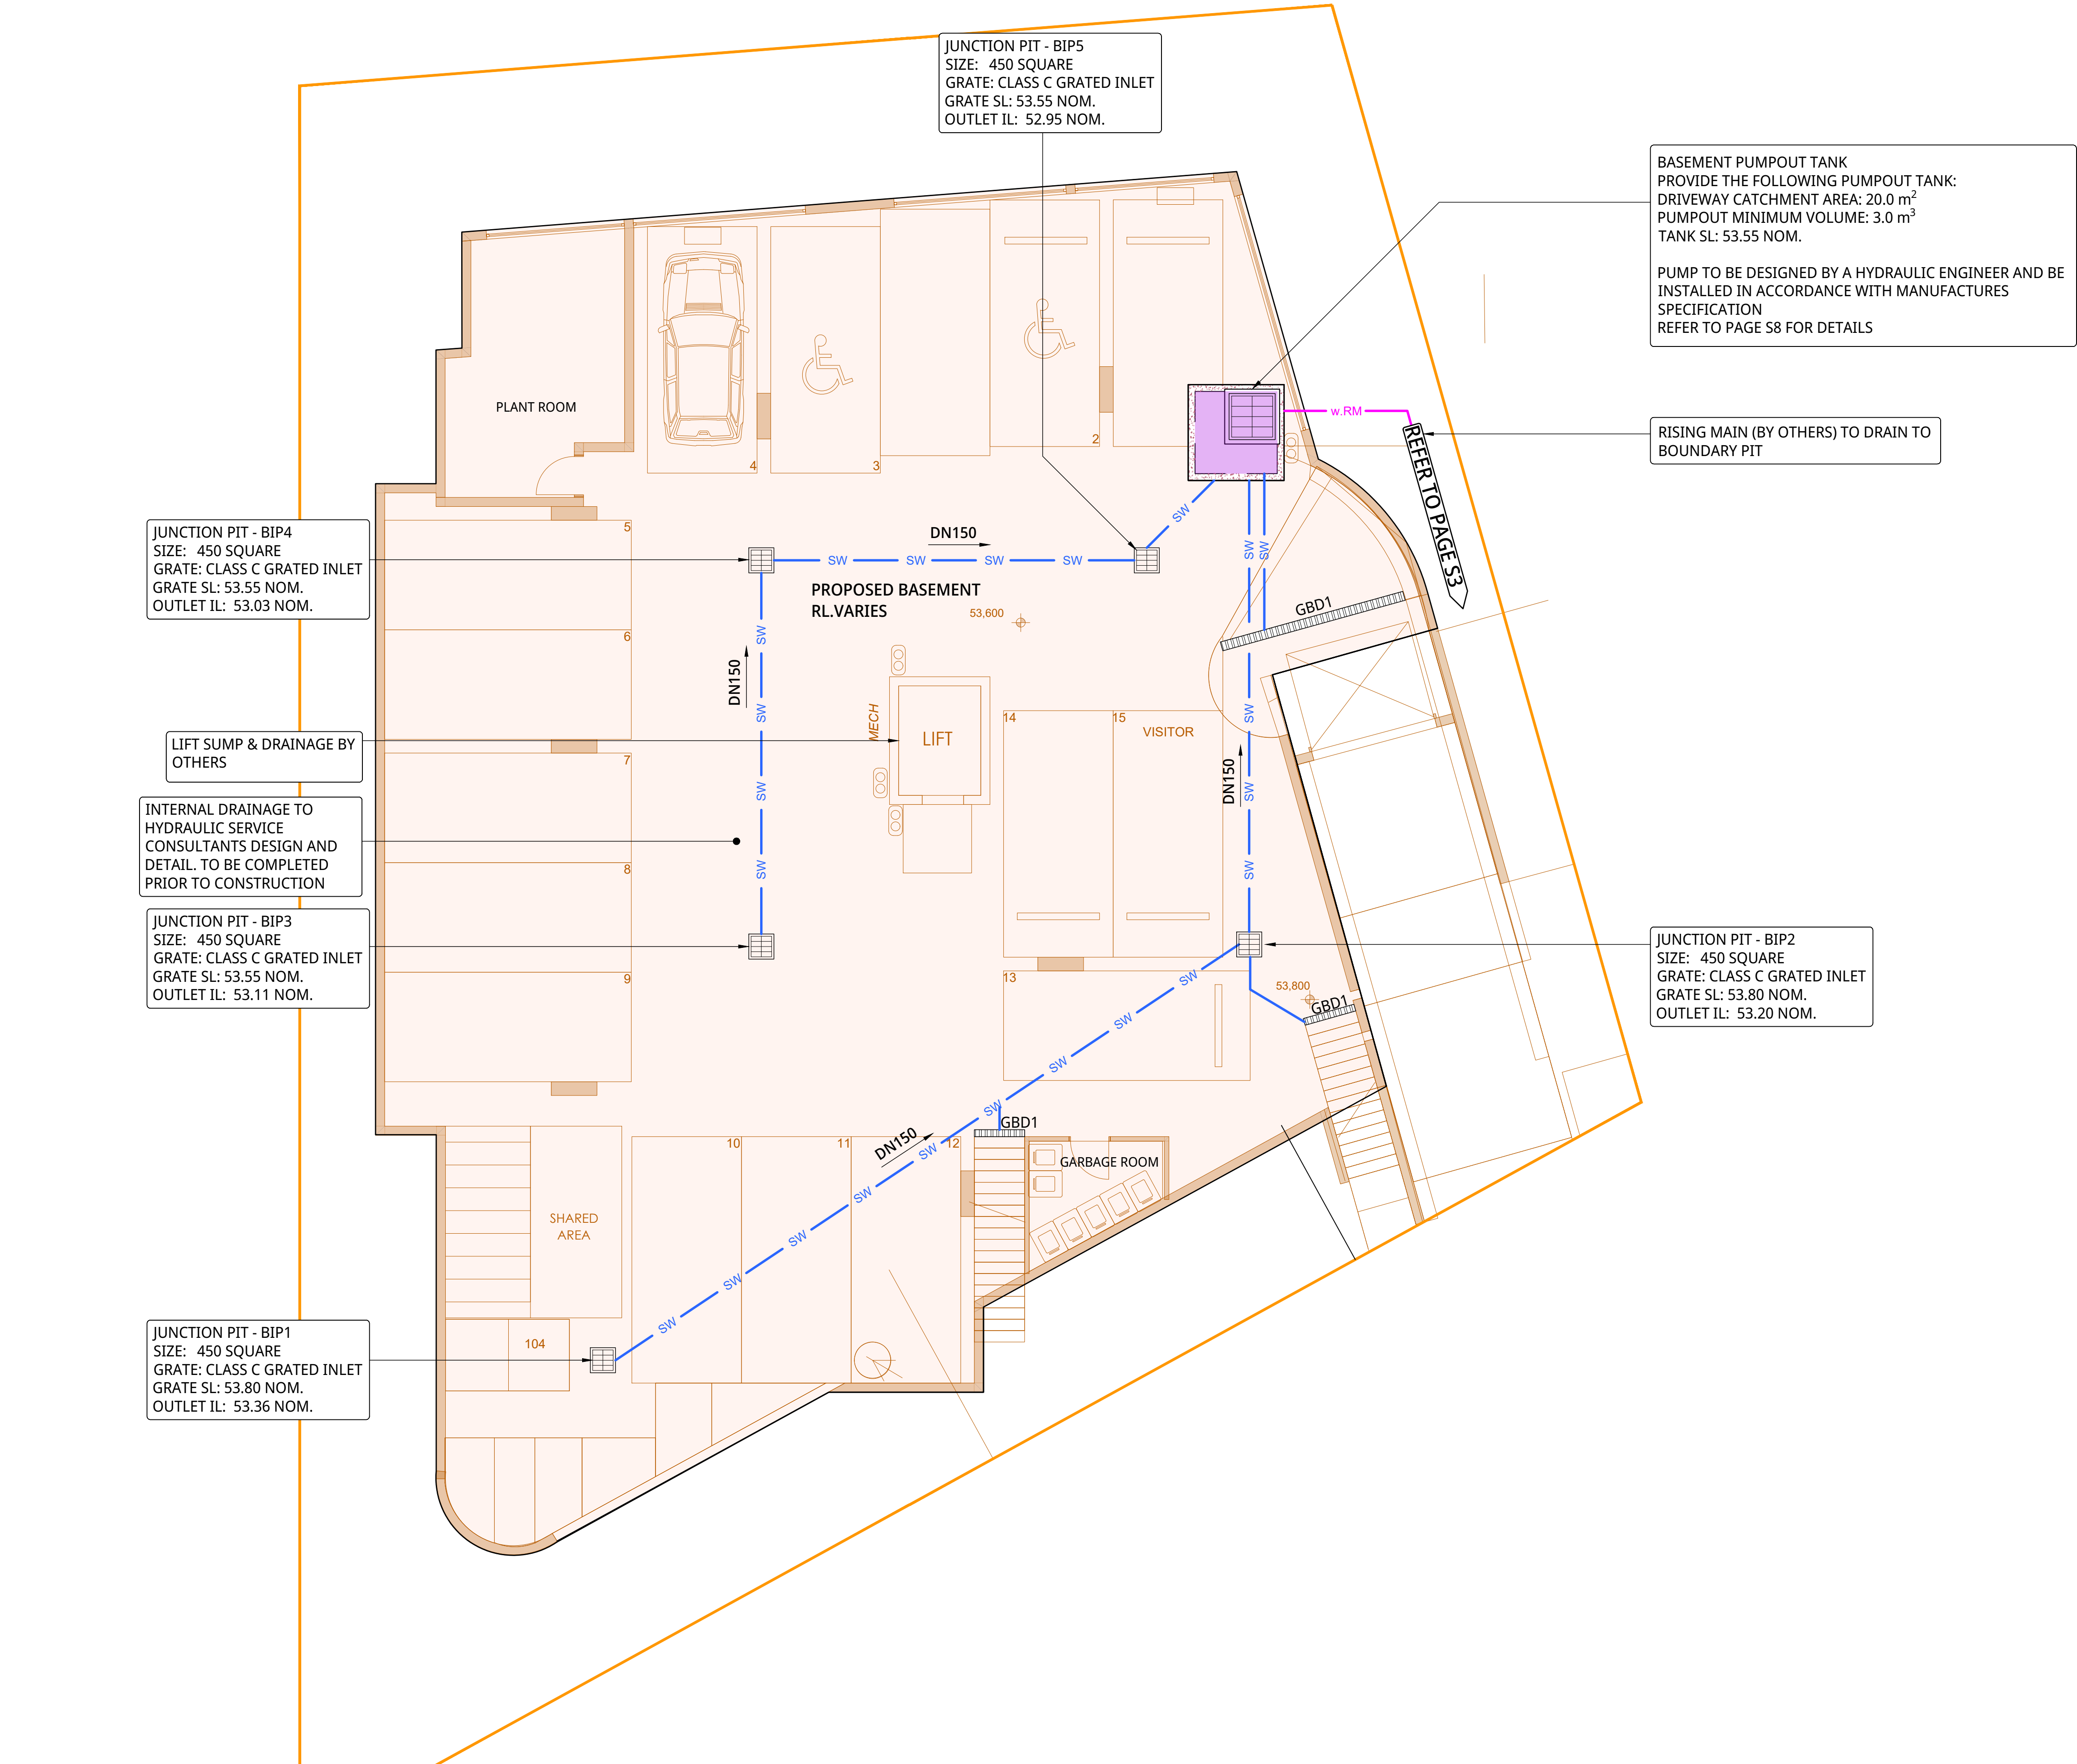 JUNCTION PIT - BIP5
SIZE: 450 SQUARE
GRATE: CLASS C GRATED INLET
GRATE SL: 53.55 NOM.
OUTLET IL: 52.95 NOM.
BASEMENT PUMPOUT TANK
PROVIDE THE FOLLOWING PUMPOUT TANK:
DRIVEWAY CATCHMENT AREA: 20.0 m²
PUMPOUT MINIMUM VOLUME: 3.0 m³
TANK SL: 53.55 NOM.
PUMP TO BE DESIGNED BY A HYDRAULIC ENGINEER AND BE
INSTALLED IN ACCORDANCE WITH MANUFACTURES
SPECIFICATION
REFER TO PAGE S8 FOR DETAILS
RISING MAIN (BY OTHERS) TO DRAIN TO
BOUNDARY PIT
w.RM
REFER TO PAGE S3
PLANT ROOM
4
3
2
JUNCTION PIT - BIP4
SIZE: 450 SQUARE
GRATE: CLASS C GRATED INLET
GRATE SL: 53.55 NOM.
OUTLET IL: 53.03 NOM.
5
6
7
8
9
DN150
SW
SW
SW
SW
SW
SW
SW
PROPOSED BASEMENT
RL.VARIES
53,600
GBD1
DN150
SW
SW
SW
SW
MECH
LIFT
14
15
VISITOR
DN150
SW
SW
LIFT SUMP & DRAINAGE BY
OTHERS
INTERNAL DRAINAGE TO
HYDRAULIC SERVICE
CONSULTANTS DESIGN AND
DETAIL. TO BE COMPLETED
PRIOR TO CONSTRUCTION
JUNCTION PIT - BIP3
SIZE: 450 SQUARE
GRATE: CLASS C GRATED INLET
GRATE SL: 53.55 NOM.
OUTLET IL: 53.11 NOM.
JUNCTION PIT - BIP2
SIZE: 450 SQUARE
GRATE: CLASS C GRATED INLET
GRATE SL: 53.80 NOM.
OUTLET IL: 53.20 NOM.
SW
13
53,800
GBD1
SW
SW
SW
SW
GBD1
DN150
SW
10
11
12
GARBAGE ROOM
SW
SW
SW
SW
SHARED
AREA
104
JUNCTION PIT - BIP1
SIZE: 450 SQUARE
GRATE: CLASS C GRATED INLET
GRATE SL: 53.80 NOM.
OUTLET IL: 53.36 NOM.